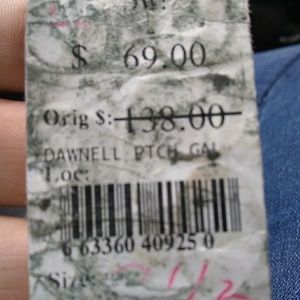 $ 69.00
Orig $: 138.00
DAWNELL PTCH GAL
Loc:
6 63360 40925 0
Size: